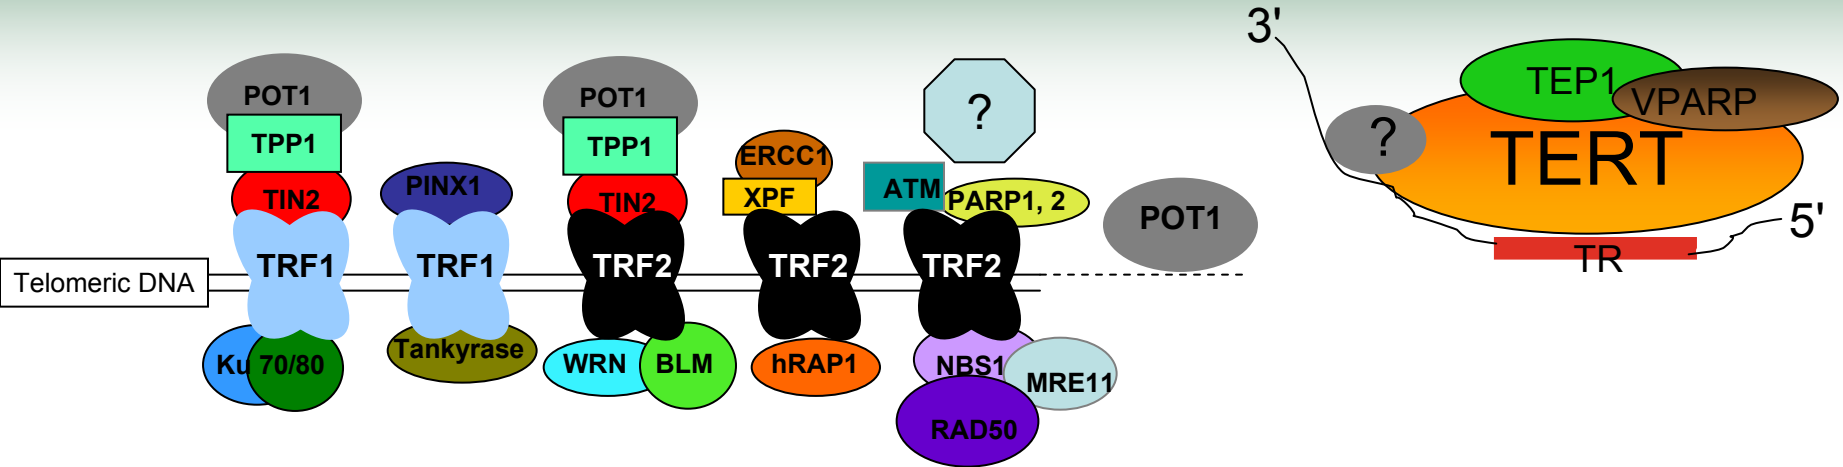 3'
POT1
TPP1
TIN2
TRF1
Ku 70/80
PINX1
TRF1
Tankyrase
POT1
TPP1
TIN2
TRF2
WRN
BLM
ERCC1
XPF
TRF2
hRAP1
?
ATM
PARP1, 2
TRF2
NBS1
MRE11
RAD50
POT1
Telomeric DNA
TEP1
VPARP
?
TERT
5'
TR